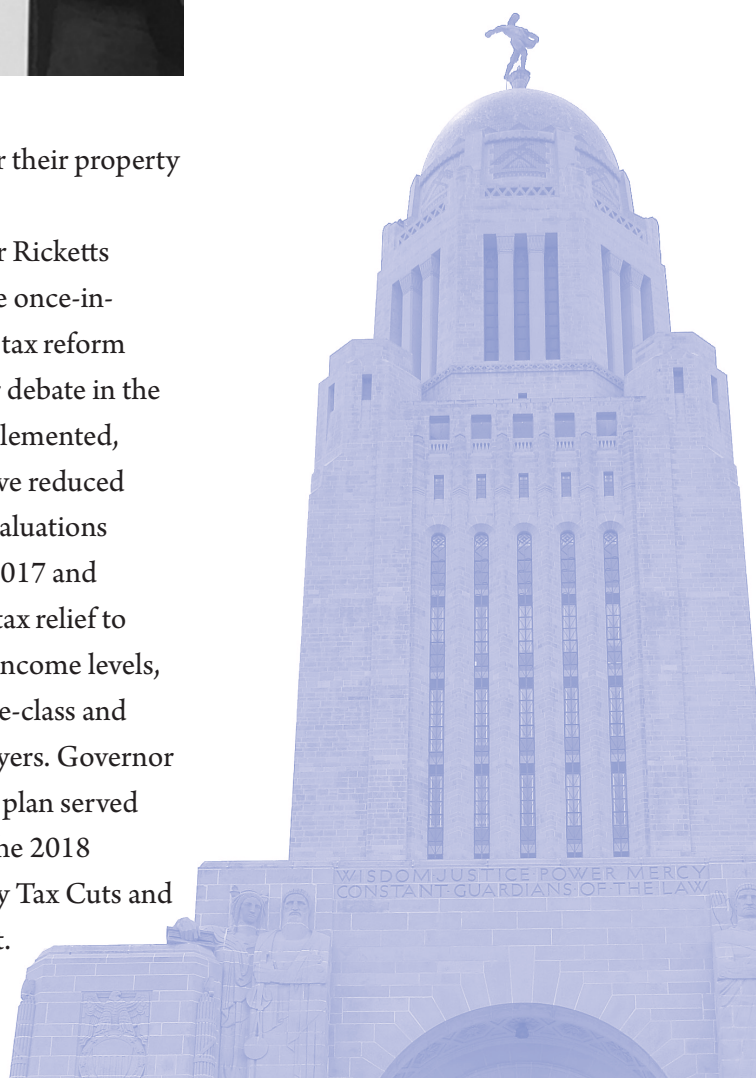 r their property
r Ricketts
e once-in-
tax reform
r debate in the
lemented,
ve reduced
aluations
017 and
tax relief to
ncome levels,
e-class and
yers. Governor
plan served
ne 2018
y Tax Cuts and
t.
WISDOM JUSTICE POWER MERCY
CONSTANT GUARDIANS OF THE LAW